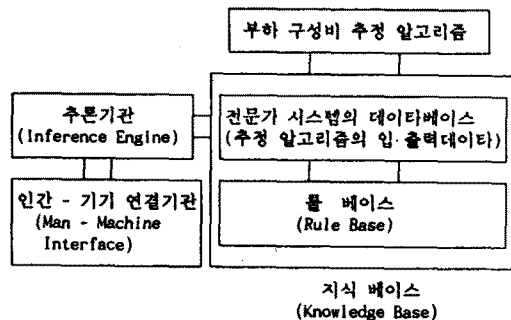 부하 구성비 추정 알고리즘
추론기관
(Inference Engine)
전문가 시스템의 데이타베이스
(추정 알고리즘의 입·출력데이타)
인간 - 기기 연결기관
(Man - Machine
Interface)
룰 베이스
(Rule Base)
지식 베이스
(Knowledge Base)